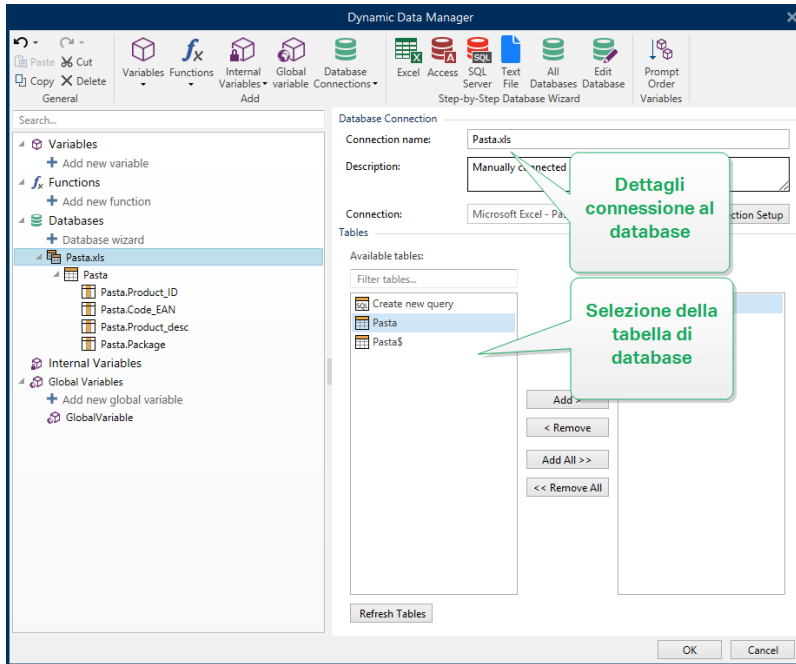 Dynamic Data Manager
Paste
Cut
Copy
Delete
General
Variables
Functions
Internal
Variables
Global
variable
Database
Connections
Add
Excel
Access
SQL
Server
Text
File
All
Databases
Edit
Database
Step-by-Step Database Wizard
Prompt
Order
Variables
Search...
Variables
Add new variable
Functions
Add new function
Databases
Database wizard
Pasta.xls
Pasta
Pasta.Product_ID
Pasta.Code_EAN
Pasta.Product_desc
Pasta.Package
Internal Variables
Global Variables
Add new global variable
GlobalVariable
Database Connection
Connection name:
Pasta.xls
Description:
Manually connected
Connection:
Microsoft Excel - Pa
ction Setup
Dettagli
connessione al
database
Tables
Available tables:
Filter tables...
SQL Create new query
Pasta
Pasta$
Selezione della
tabella di
database
Add >
< Remove
Add All >>
<< Remove All
Refresh Tables
OK
Cancel